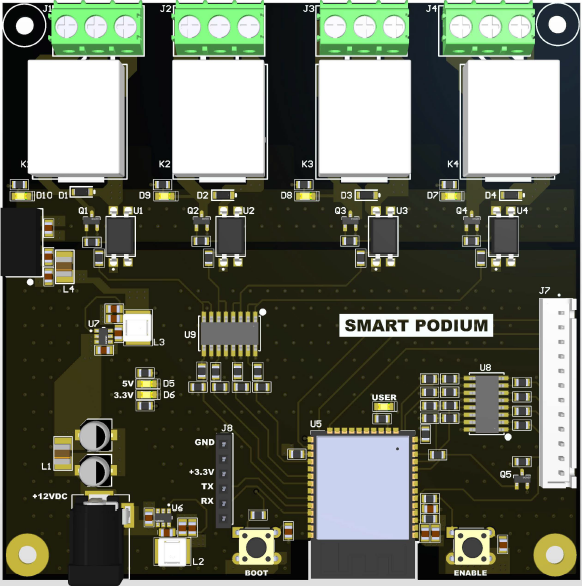 J1 J2 J3 J4
K K2 K3 K4
D10 D1 D9 D2 D8 D3 D7 D4
Q1 U1 Q2 U2 Q3 U3 Q4 U4
L4
J7
U7
L3
U9
SMART PODIUM
U8
5V D5
3.3V D6
USER
J8
U5
GND
L1
+3.3V
Q5
TX
+12VDC
RX
U6
L2
BOOT
ENABLE